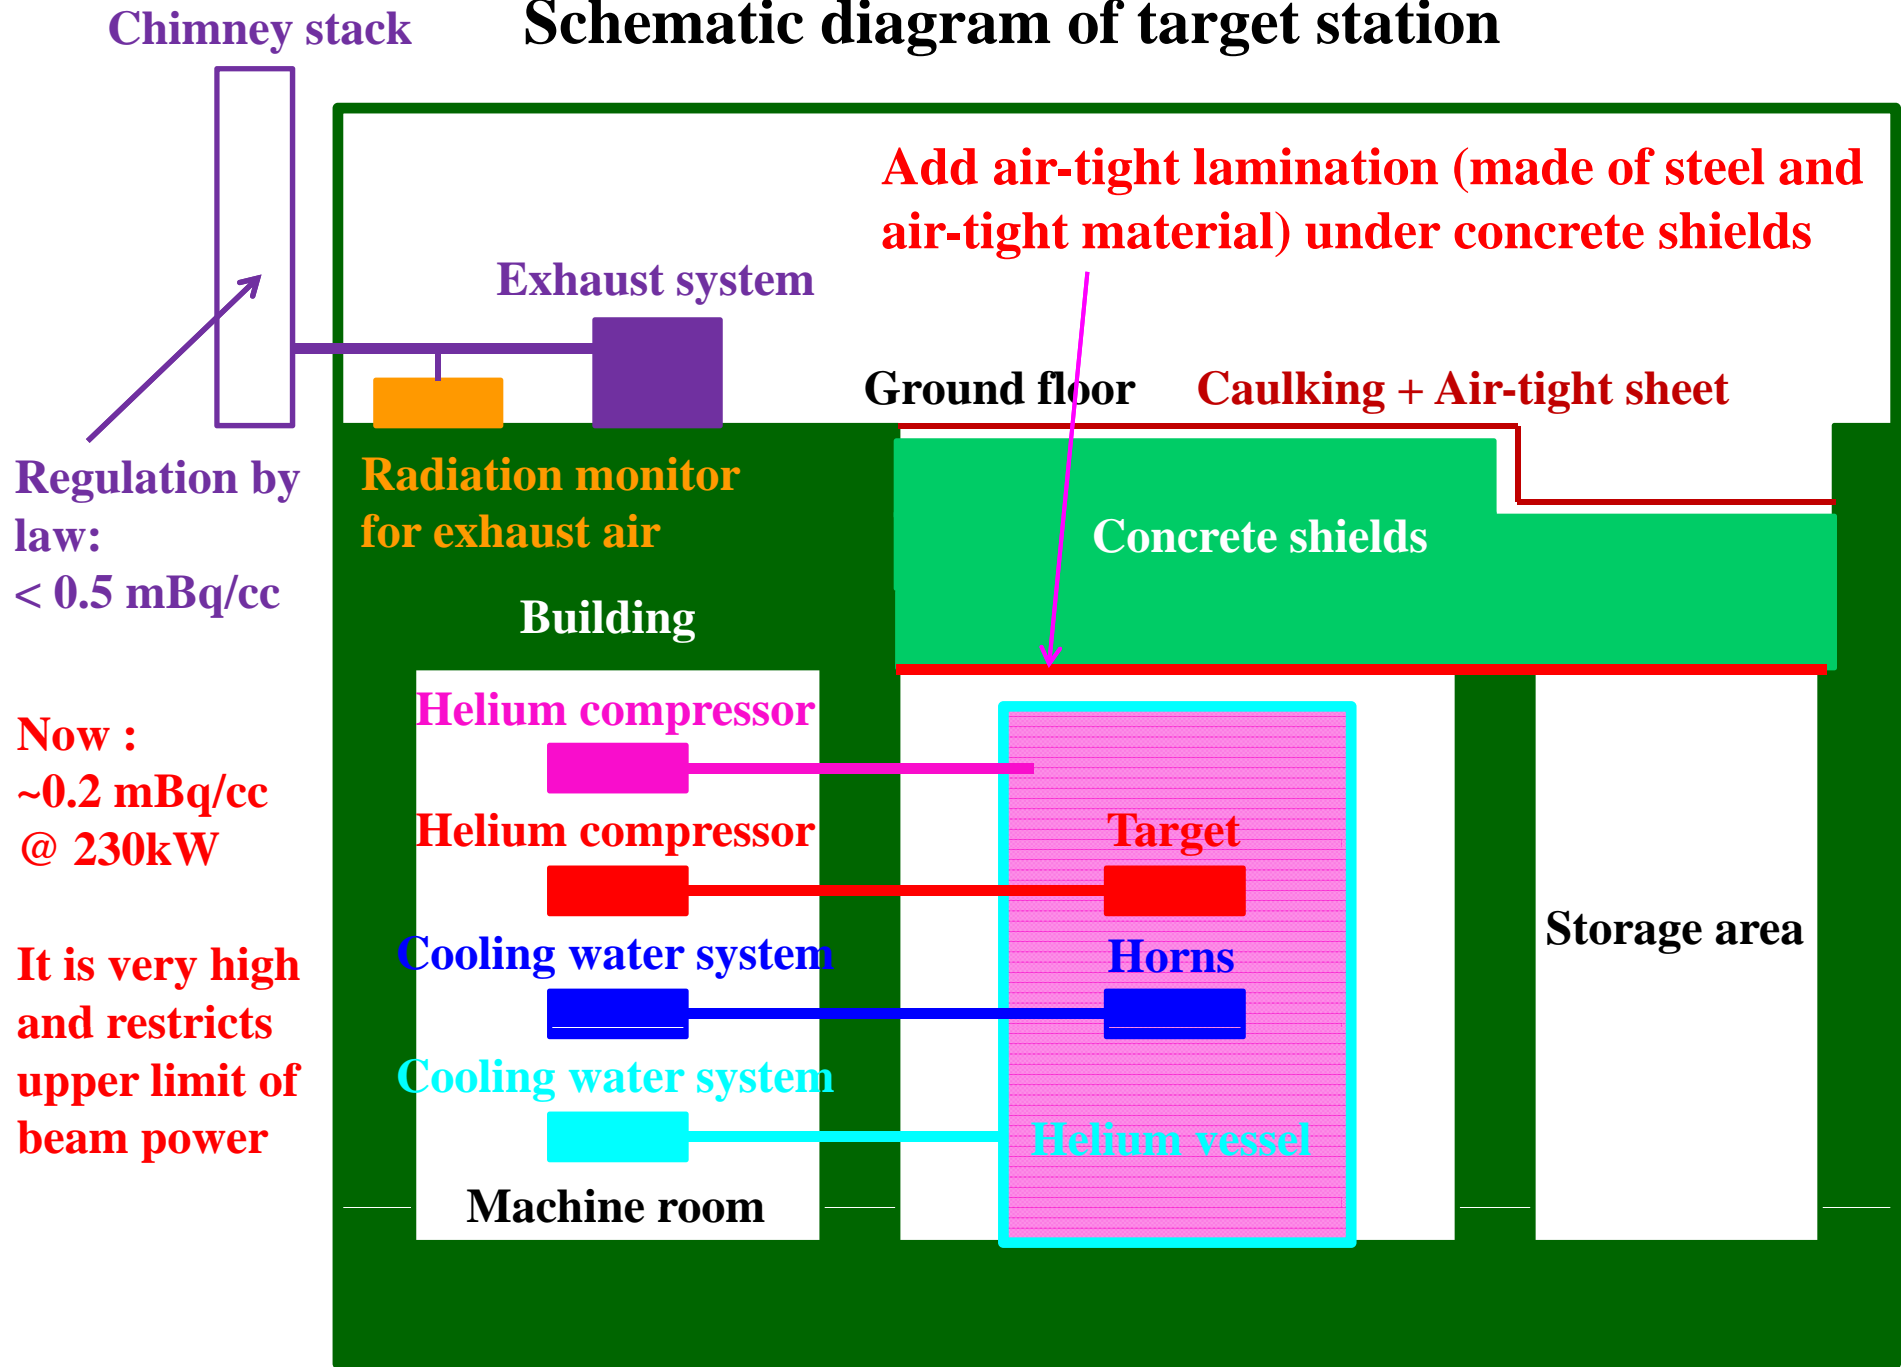 Chimney stack
Schematic diagram of target station
Add air-tight lamination (made of steel and
air-tight material) under concrete shields
Exhaust system
Ground floor
Caulking + Air-tight sheet
Regulation by
law:
< 0.5 mBq/cc
Radiation monitor
for exhaust air
Concrete shields
Building
Now :
~0.2 mBq/cc
@ 230kW
It is very high
and restricts
upper limit of
beam power
Helium compressor
Helium compressor
Target
Cooling water system
Horns
Storage area
Cooling water system
Helium vessel
Machine room